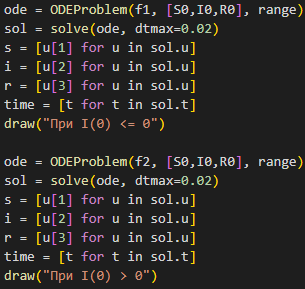 ode = ODEProblem(f1, [S0,I0,R0], range)
sol = solve(ode, dtmax=0.02)
s = [u[1] for u in sol.u]
i = [u[2] for u in sol.u]
r = [u[3] for u in sol.u]
time = [t for t in sol.t]
draw("При I(0) <= 0")
ode = ODEProblem(f2, [S0,I0,R0], range)
sol = solve(ode, dtmax=0.02)
s = [u[1] for u in sol.u]
i = [u[2] for u in sol.u]
r = [u[3] for u in sol.u]
time = [t for t in sol.t]
draw("При I(0) > 0")